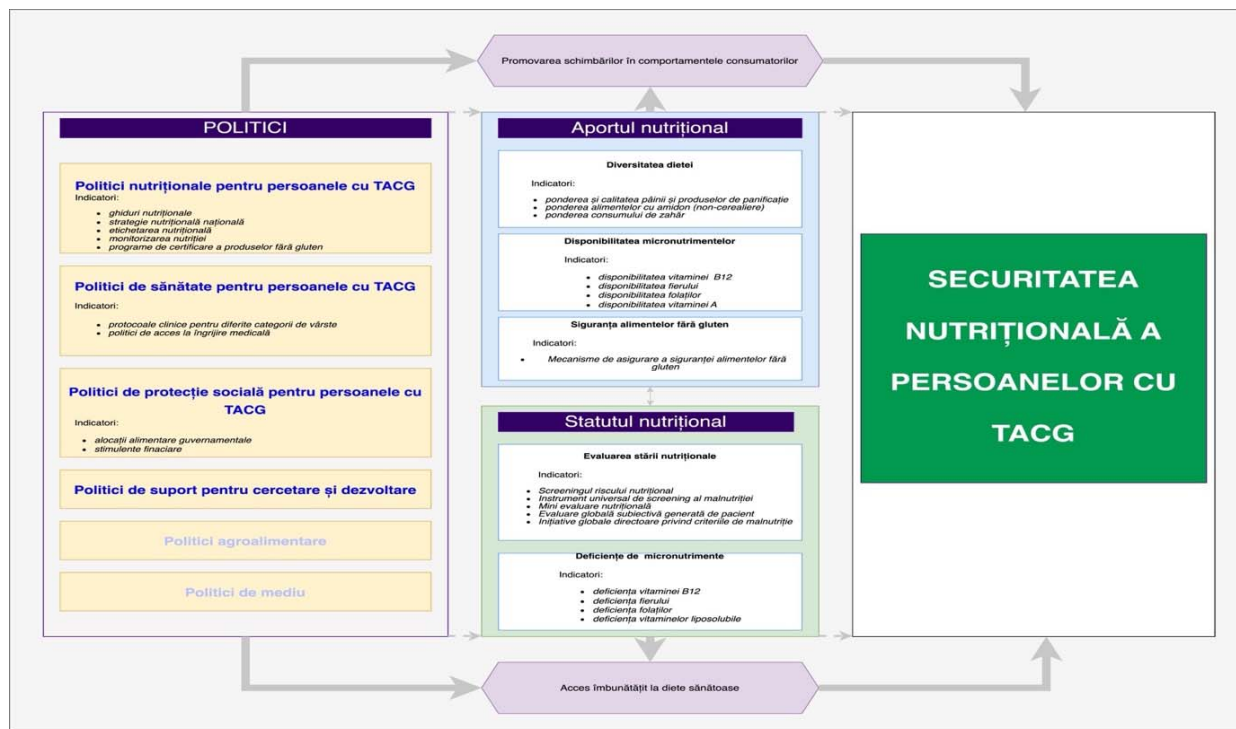 Promovarea schimbărilor în comportamentele consumatorilor
POLITICI
Politici nutriționale pentru persoanele cu TACG
Indicatori:
• ghiduri nutriționale
• strategie nutrițională națională
• etichetarea nutrițională
• monitorizarea nutriției
• programe de certificare a produselor fără gluten
Politici de sănătate pentru persoanele cu TACG
Indicatori:
• protocoale clinice pentru diferite categorii de vârste
• politici de acces la îngrijire medicală
Politici de protecție socială pentru persoanele cu
TACG
Indicatori:
• alocații alimentare guvernamentale
• stimulente finaciare
Politici de suport pentru cercetare și dezvoltare
Politici agroalimentare
Politici de mediu
Aportul nutrițional
Diversitatea dietei
Indicatori:
• ponderea și calitatea pâinii și produselor de panificație
• ponderea alimentelor cu amidon (non-cerealiere)
• ponderea consumului de zahăr
Disponibilitatea micronutrimentelor
Indicatori:
• disponibilitatea vitaminei B12
• disponibilitatea fierului
• disponibilitatea folaților
• disponibilitatea vitaminei A
Siguranța alimentelor fără gluten
Indicatori:
• Mecanisme de asigurare a siguranței alimentelor fără
gluten
Statutul nutrițional
Evaluarea stării nutriționale
Indicatori:
• Screeningul riscului nutrițional
• Instrument universal de screening al malnutriției
• Mini evaluare nutrițională
• Evaluare globală subiectivă generată de pacient
• Inițiative globale directoare privind criteriile de malnutriție
Deficiențe de micronutrimente
Indicatori:
• deficiența vitaminei B12
• deficiența fierului
• deficiența folaților
• deficiența vitaminelor liposolubile
SECURITATEA
NUTRIȚIONALĂ A
PERSOANELOR CU
TACG
Acces îmbunătățit la diete sănătoase